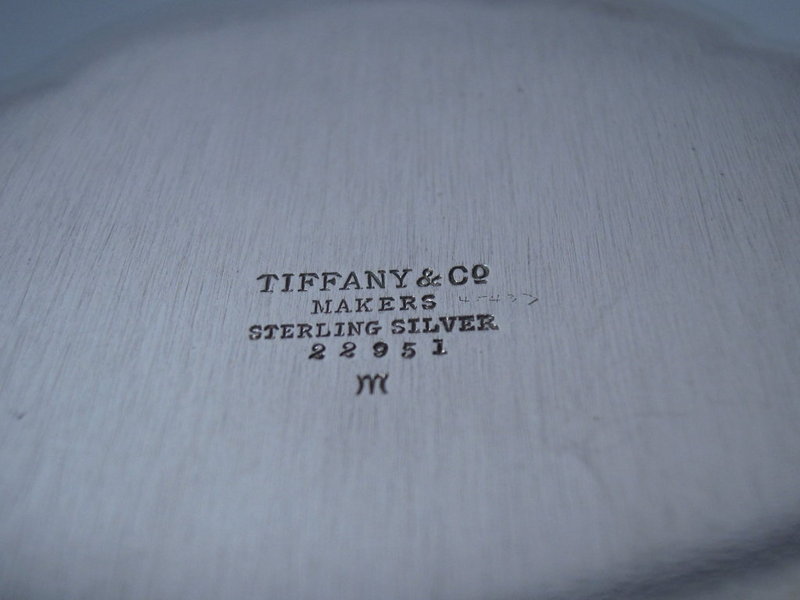 TIFFANY & Co
MAKERS
STERLING SILVER
22951
m